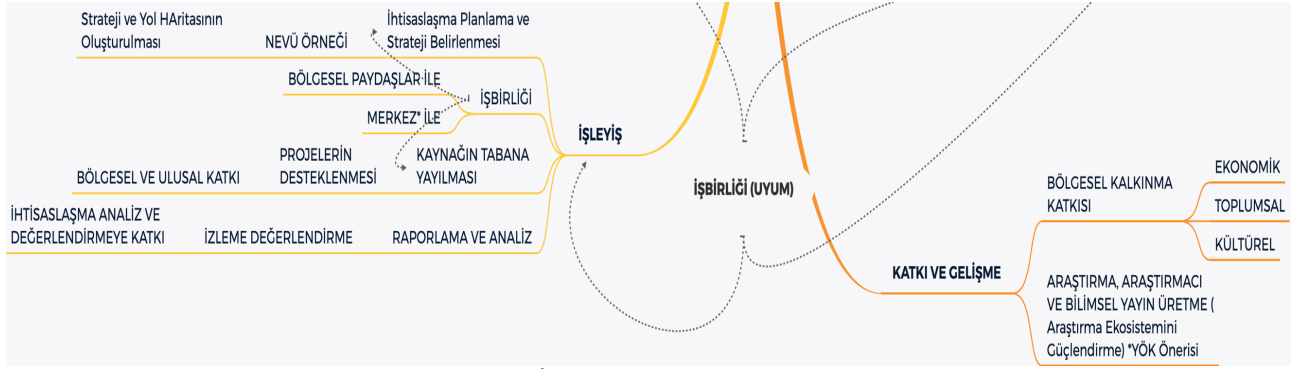 Strateji ve Yol HAritasının
Oluşturulması
NEVÜ ÖRNEĞİ
İhtisaslaşma Planlama ve
Strateji Belirlenmesi
BÖLGESEL PAYDAŞLAR İLE
MERKEZ* İLE
İŞBİRLİĞİ
İŞLEYİŞ
BÖLGESEL VE ULUSAL KATKI
PROJELERİN
DESTEKLENMESİ
KAYNAĞIN TABANA
YAYILMASI
İHTİSASLAŞMA ANALİZ VE
DEĞERLENDİRMEYE KATKI
İZLEME DEĞERLENDİRME
RAPORLAMA VE ANALİZ
İŞBİRLİĞİ (UYUM)
KATKI VE GELİŞME
BÖLGESEL KALKINMA
KATKISI
EKONOMİK
TOPLUMSAL
KÜLTÜREL
ARAŞTIRMA, ARAŞTIRMACI
VE BİLİMSEL YAYIN ÜRETME (
Araştırma Ekosistemini
Güçlendirme) *YÖK Önerisi